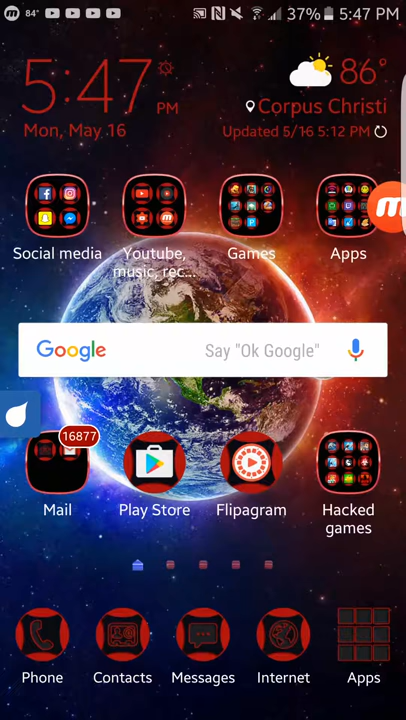 84° 37% 5:47 PM
5:47 PM
86°
Corpus Christi
Mon, May 16
Updated 5/16 5:12 PM
Social media
Youtube, music, rec...
Games
Apps
Google Say "Ok Google"
16877
Mail
Play Store
Flipagram
Hacked games
Phone
Contacts
Messages
Internet
Apps